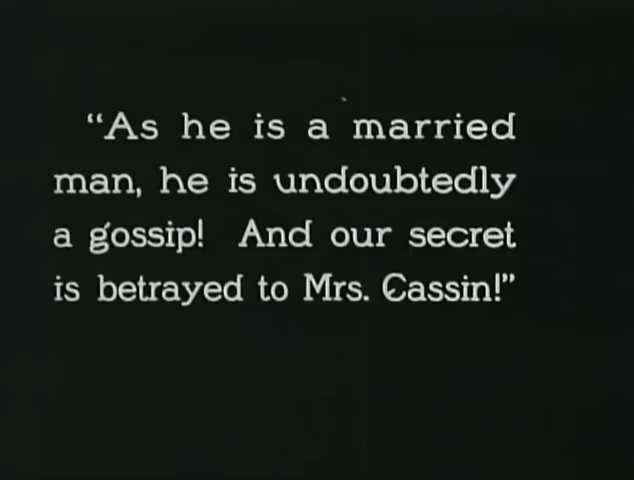 “As he is a married
man, he is undoubtedly
a gossip! And our secret
is betrayed to Mrs. Cassin!”